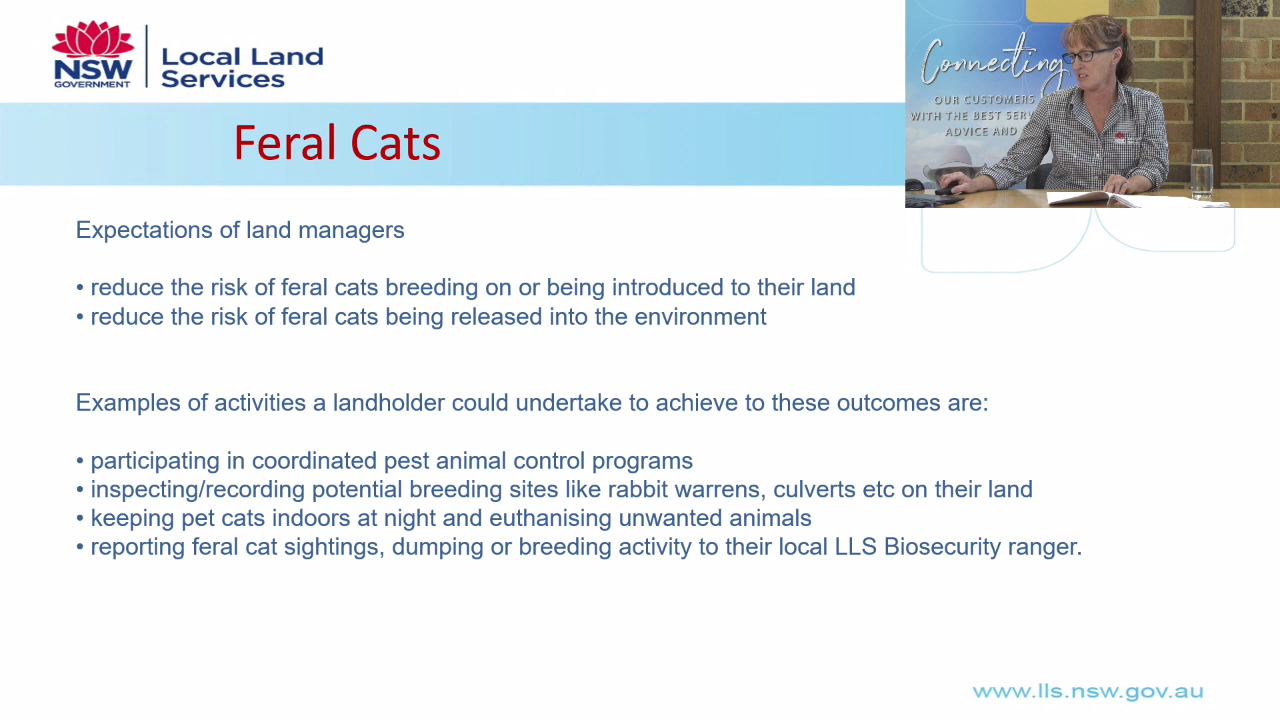 NSW
GOVERNMENT
Local Land
Services
Connecting
OUR CUSTOMERS
WITH THE BEST
ADVICE AND
Feral Cats
Expectations of land managers
• reduce the risk of feral cats breeding on or being introduced to their land
• reduce the risk of feral cats being released into the environment
Examples of activities a landholder could undertake to achieve to these outcomes are:
• participating in coordinated pest animal control programs
• inspecting/recording potential breeding sites like rabbit warrens, culverts etc on their land
• keeping pet cats indoors at night and euthanising unwanted animals
• reporting feral cat sightings, dumping or breeding activity to their local LLS Biosecurity ranger.
www.lls.nsw.gov.au